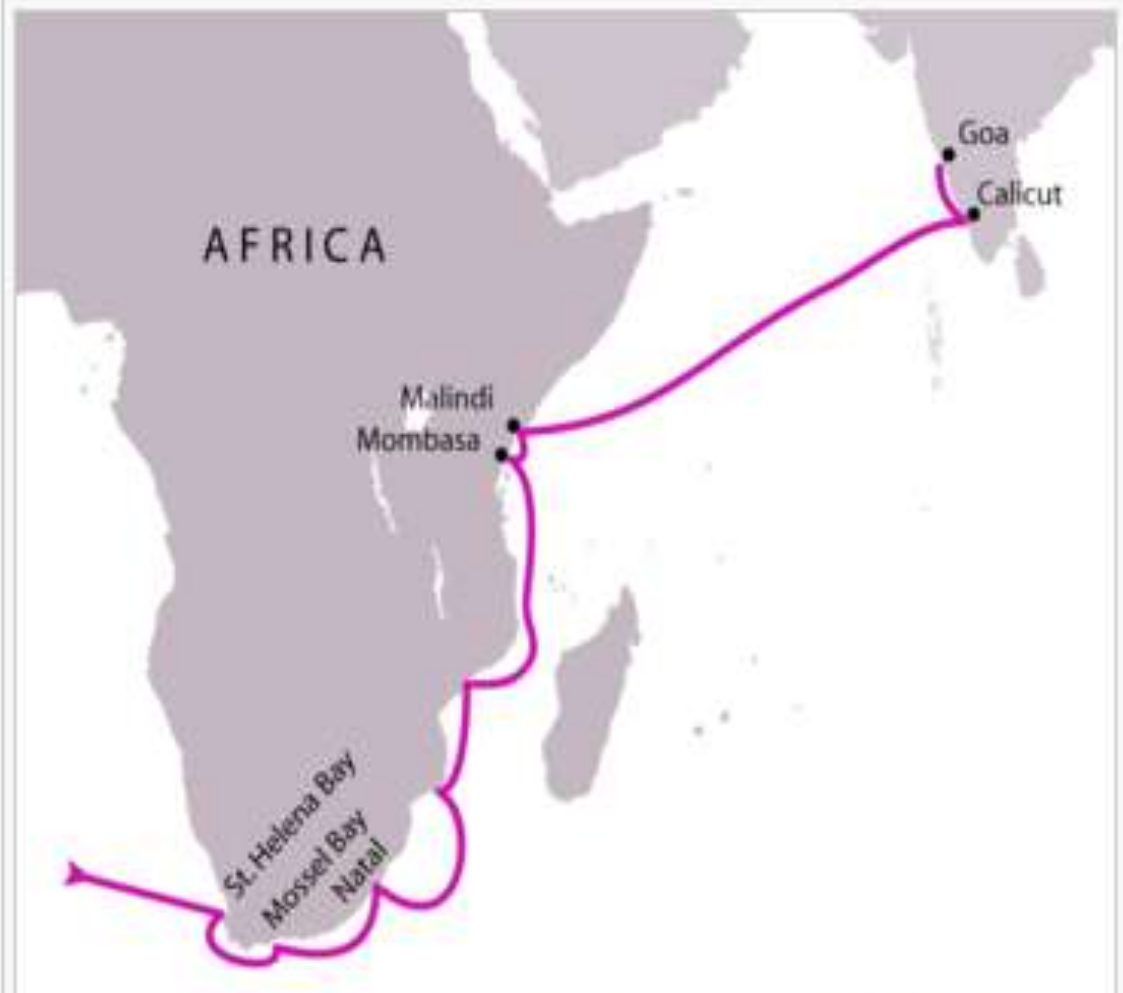 Goa
Calicut
AFRICA
Malindi
Mombasa
St. Helena Bay
Mossel Bay
Natal